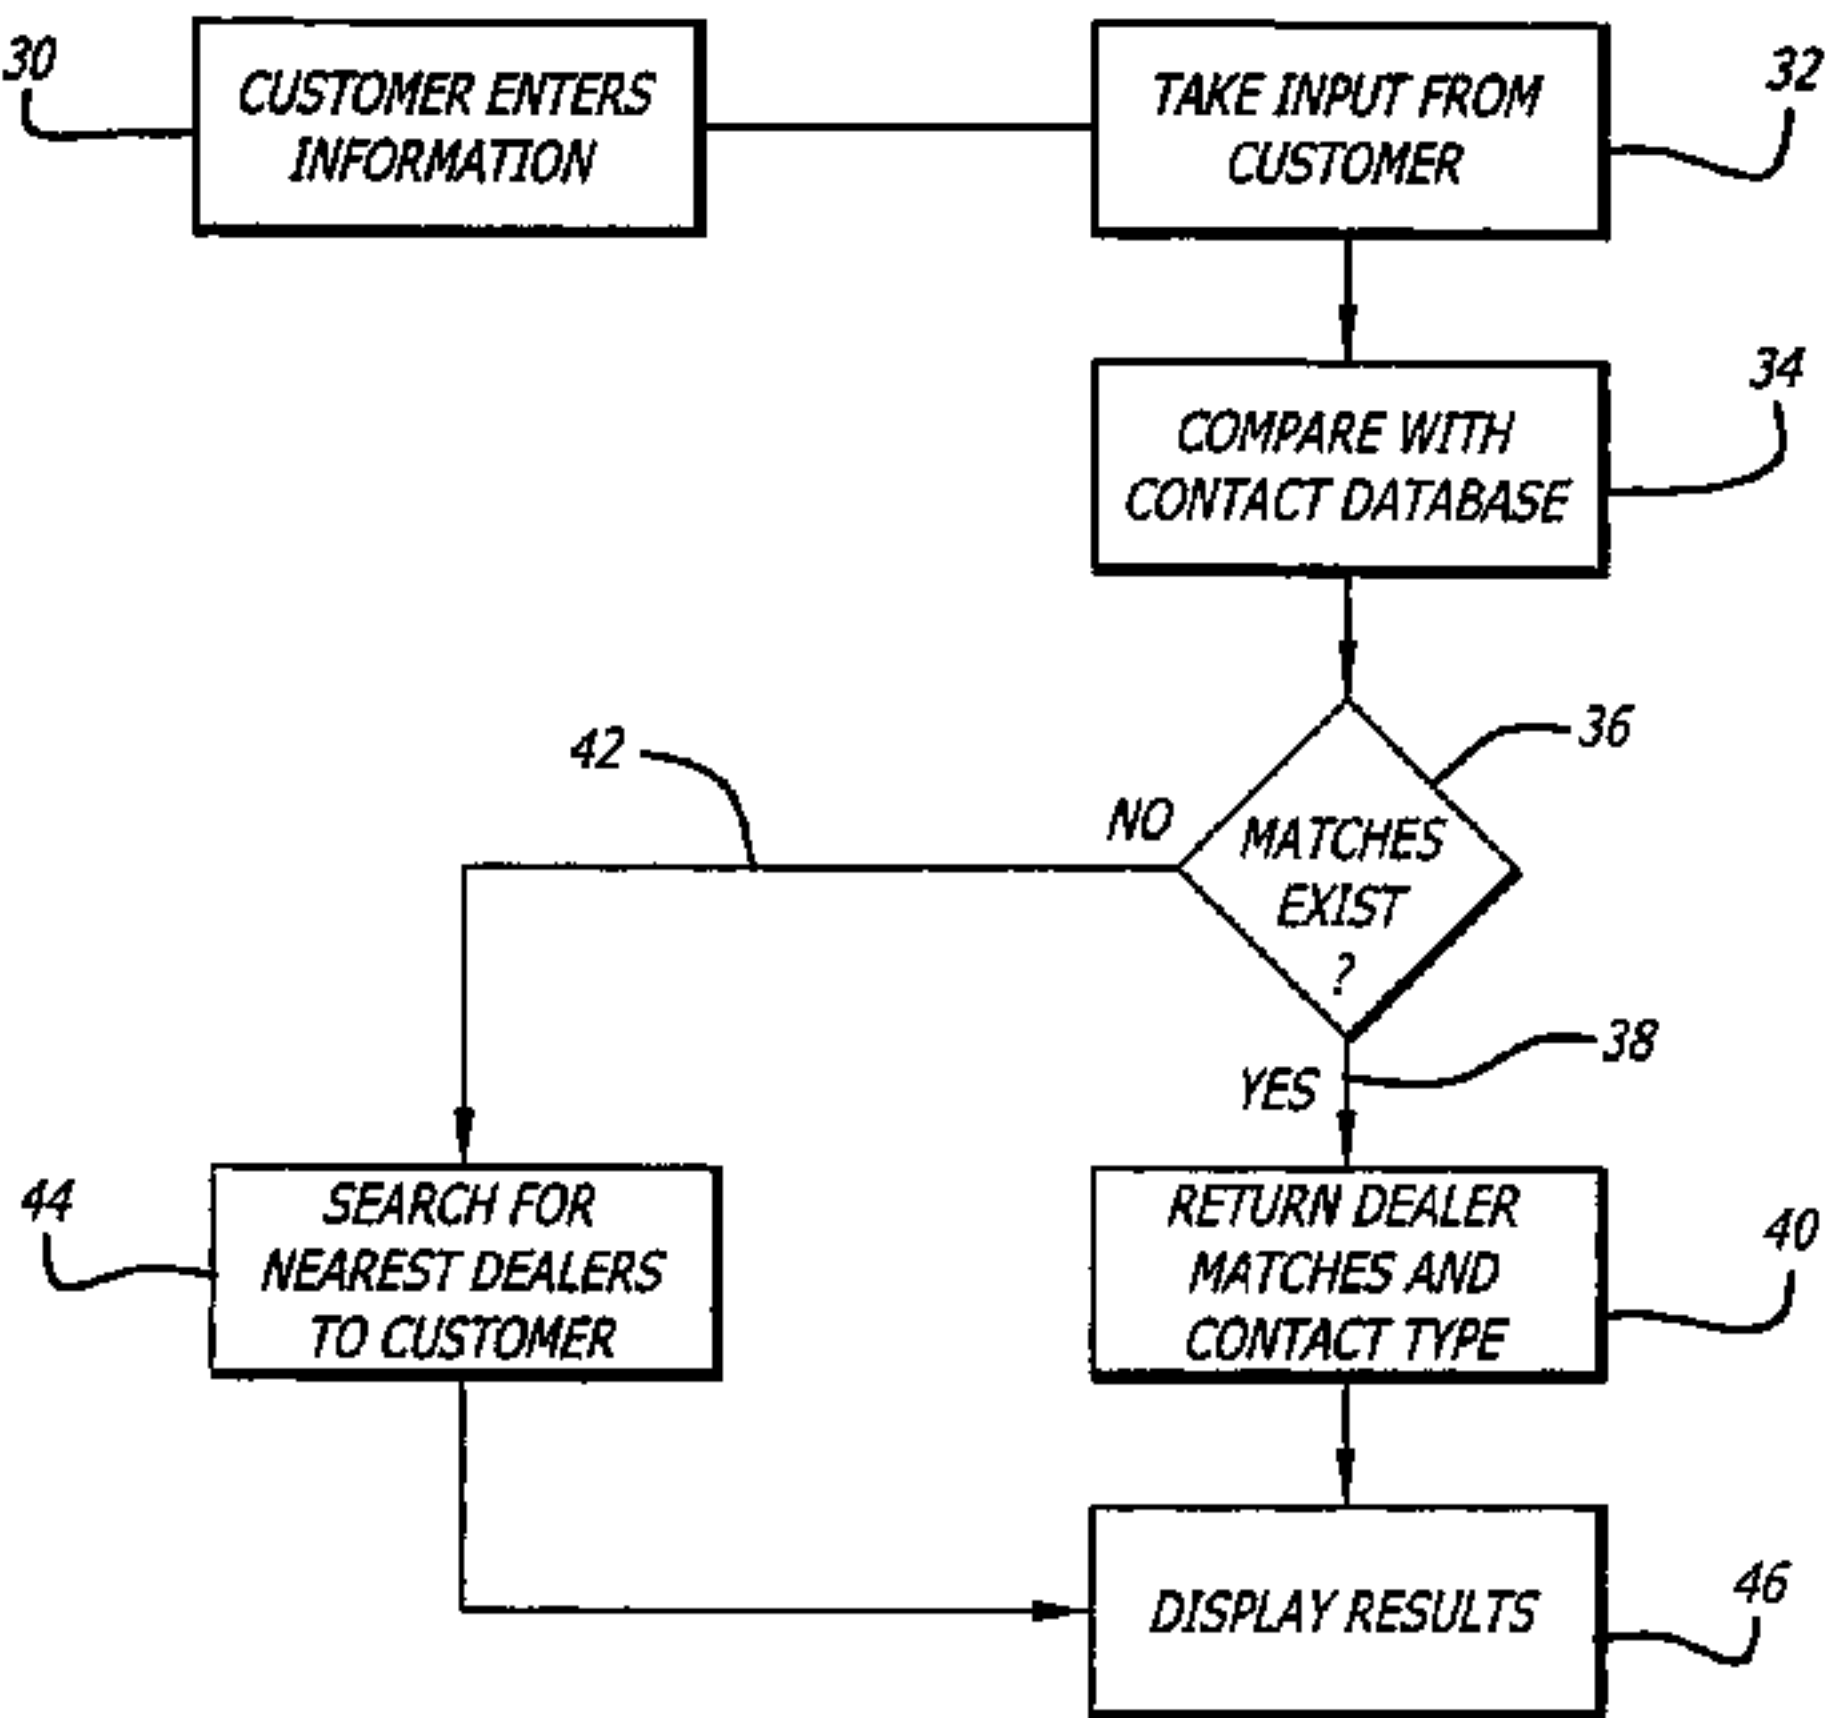 30
CUSTOMER ENTERS
INFORMATION
TAKE INPUT FROM
CUSTOMER
32
COMPARE WITH
CONTACT DATABASE
34
36
MATCHES
EXIST
?
NO
42
YES
38
SEARCH FOR
NEAREST DEALERS
TO CUSTOMER
44
RETURN DEALER
MATCHES AND
CONTACT TYPE
40
DISPLAY RESULTS
46